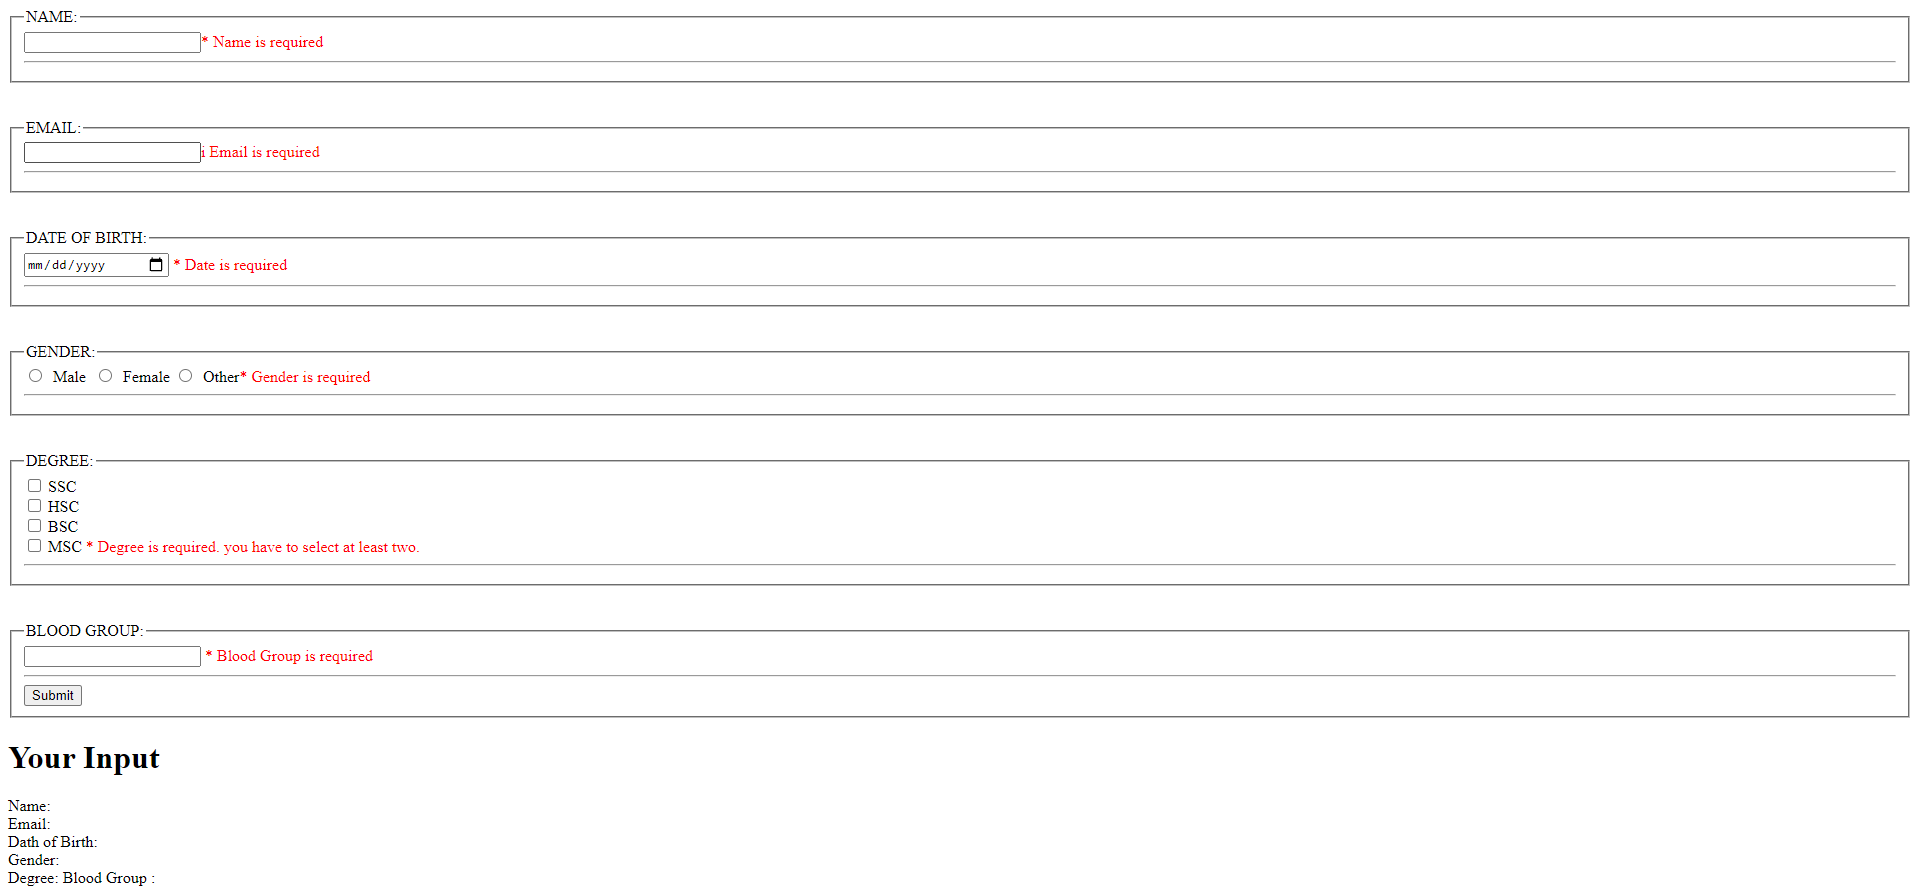 NAME:
* Name is required
EMAIL:
i Email is required
DATE OF BIRTH:
mm/dd/yyyy * Date is required
GENDER:
Male Female Other* Gender is required
DEGREE:
SSC
HSC
BSC
MSC * Degree is required. you have to select at least two.
BLOOD GROUP:
* Blood Group is required
Submit
Your Input
Name:
Email:
Dath of Birth:
Gender:
Degree: Blood Group :